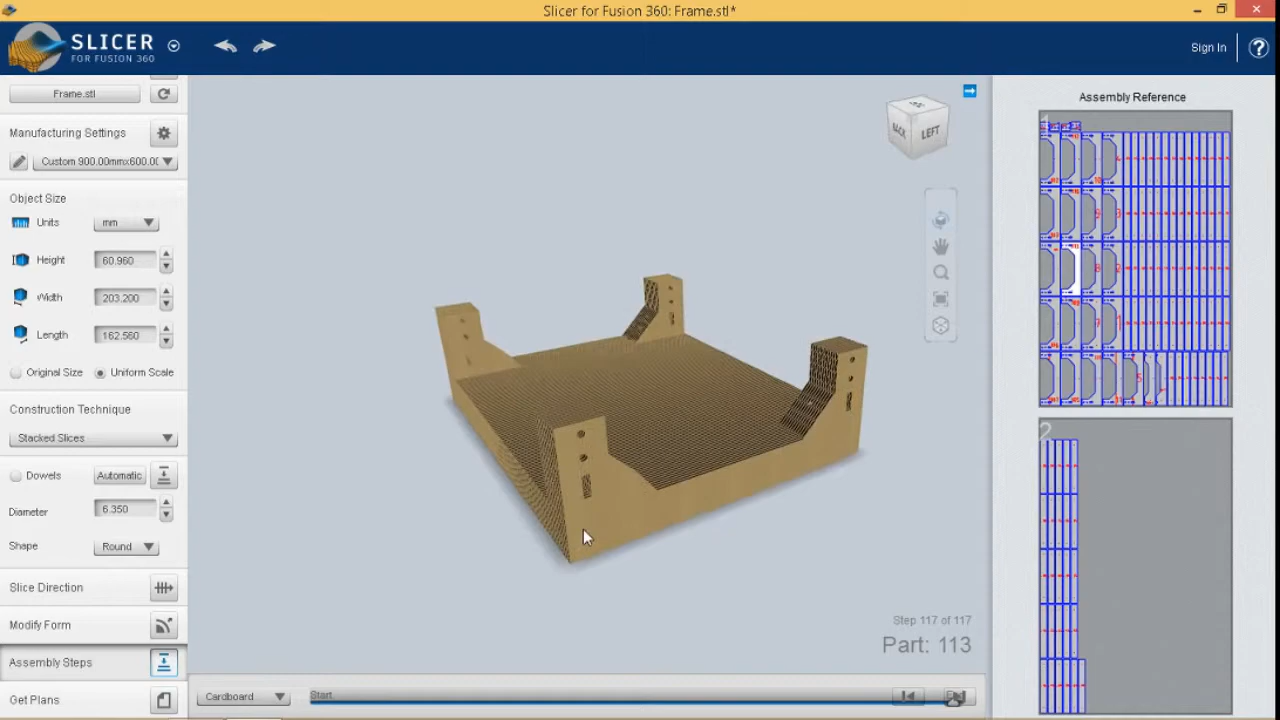 Slicer for Fusion 360: Frame.stl*
SLICER
FOR FUSION 360
Sign In
?
Frame.stl
Manufacturing Settings
Custom 900.00mmx600.0(
Object Size
Units mm
Height 60.960
Width 203.200
Length 162.560
Original Size Uniform Scale
Construction Technique
Stacked Slices
Dowels Automatic
Diameter 6.350
Shape Round
Slice Direction
Modify Form
Assembly Steps
Get Plans
BACK LEFT
Step 117 of 117
Part: 113
Cardboard
Start
Assembly Reference
1
2